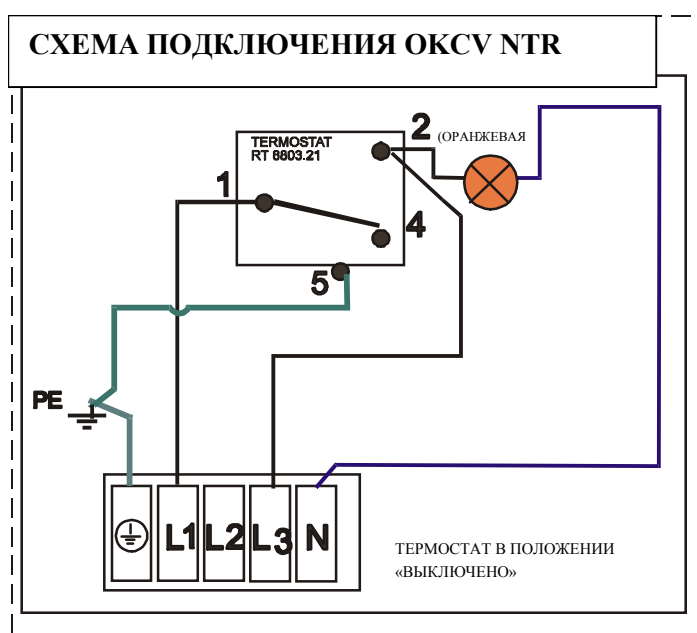 СХЕМА ПОДКЛЮЧЕНИЯ OKCV NTR
2 (ОРАНЖЕВАЯ
TERMOSTAT
RT 8803.21
1
4
5
PE
L1 L2 L3 N
ТЕРМОСТАТ В ПОЛОЖЕНИИ
«ВЫКЛЮЧЕНО»